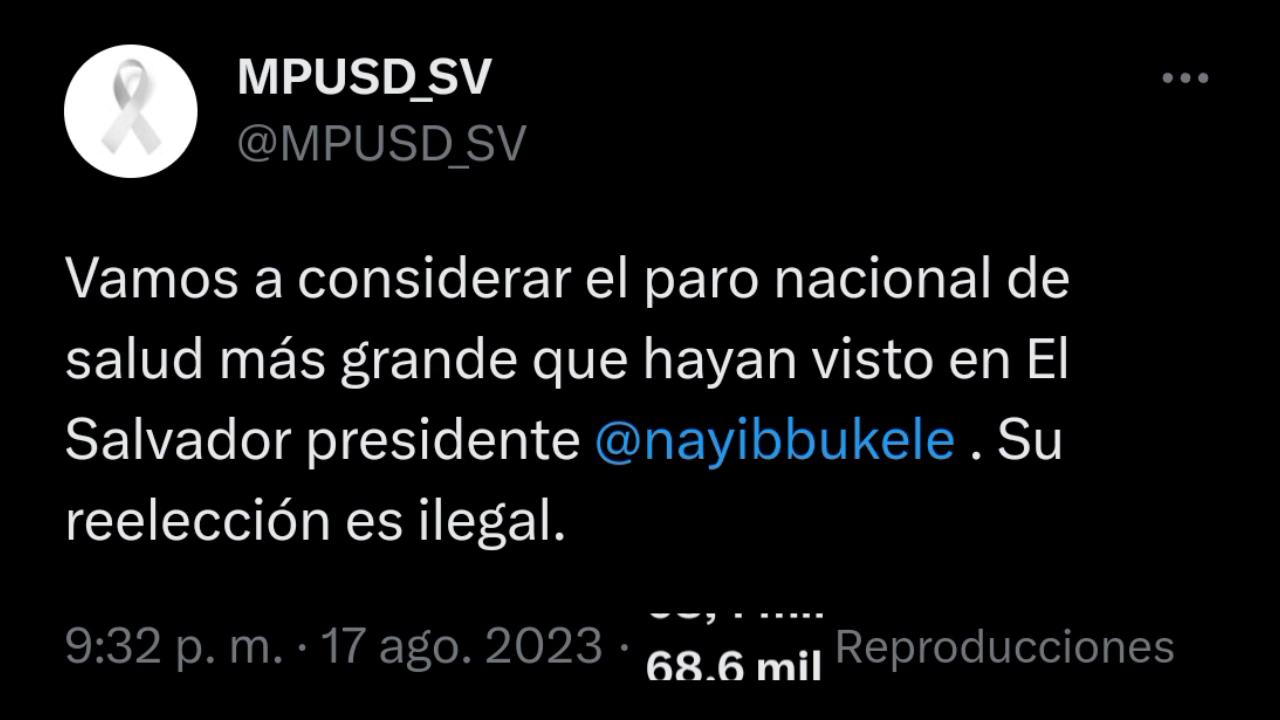 MPUSD_SV
@MPUSD_SV
Vamos a considerar el paro nacional de
salud más grande que hayan visto en El
Salvador presidente @nayibbukele . Su
reelección es ilegal.
9:32 p. m. · 17 ago. 2023 · 68.6 mil Reproducciones